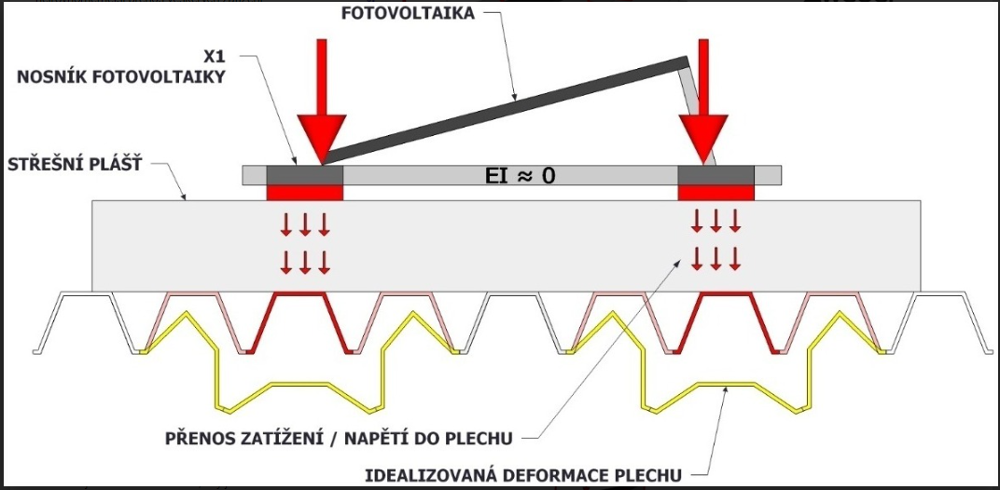 FOTOVOLTAIKA
X1
NOSNÍK FOTOVOLTAIKY
STŘEŠNÍ PLÁŠŤ
EI ≈ 0
PŘENOS ZATÍŽENÍ / NAPĚTÍ DO PLECHU
IDEALIZOVANÁ DEFORMACE PLECHU